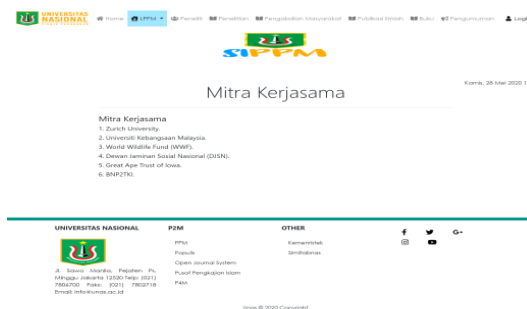 UNIVERSITAS NASIONAL
Home LPPM Peneliti Penelitian Pengabdian Masyarakat Publikasi Ilmiah Buku Pengumuman Logi
SIPPM
Kamis, 28 Mei 2020 1
Mitra Kerjasama
Mitra Kerjasama
1. Zurich University.
2. Universiti Kebangsaan Malaysia.
3. World Wildlife Fund (WWF).
4. Dewan Jaminan Sosial Nasional (DJSN).
5. Great Ape Trust of Iowa.
6. BNP2TKI.
UNIVERSITAS NASIONAL
Jl. Sawo Manila, Pejaten Ps.
Minggu Jakarta 12520 Telp: (021)
7806700 Faks: (021) 7802718
Email: info@unas.ac.id
P2M
PPM
Populis
Open Journal System
Pusat Pengkajian Islam
P4M
OTHER
Kemenristek
Simlitabmas
© 2020 Copyright